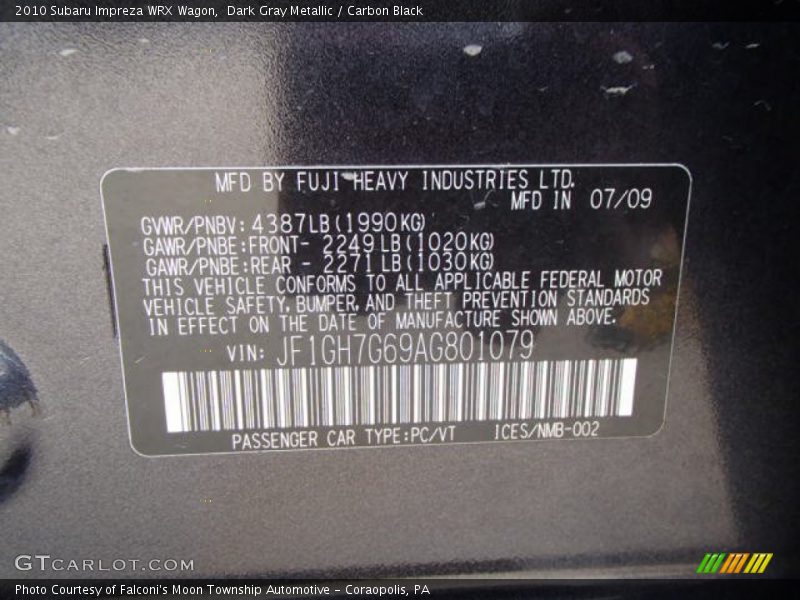 2010 Subaru Impreza WRX Wagon,  Dark Gray Metallic / Carbon Black
MFD BY FUJI HEAVY INDUSTRIES LTD.
MFD IN 07/09
GVWR/PNBV: 4387LB(1990KG)
GAWR/PNBE:FRONT- 2249LB(1020KG)
GAWR/PNBE:REAR - 2271LB(1030KG)
THIS VEHICLE CONFORMS TO ALL APPLICABLE FEDERAL MOTOR
VEHICLE SAFETY, BUMPER, AND THEFT PREVENTION STANDARDS
IN EFFECT ON THE DATE OF MANUFACTURE SHOWN ABOVE.
VIN: JF1GH7G69AG801079
PASSENGER CAR TYPE:PC/VT ICES/NMB-002
GTCARLOT.COM
Photo Courtesy of Falconi's Moon Township Automotive - Coraopolis, PA